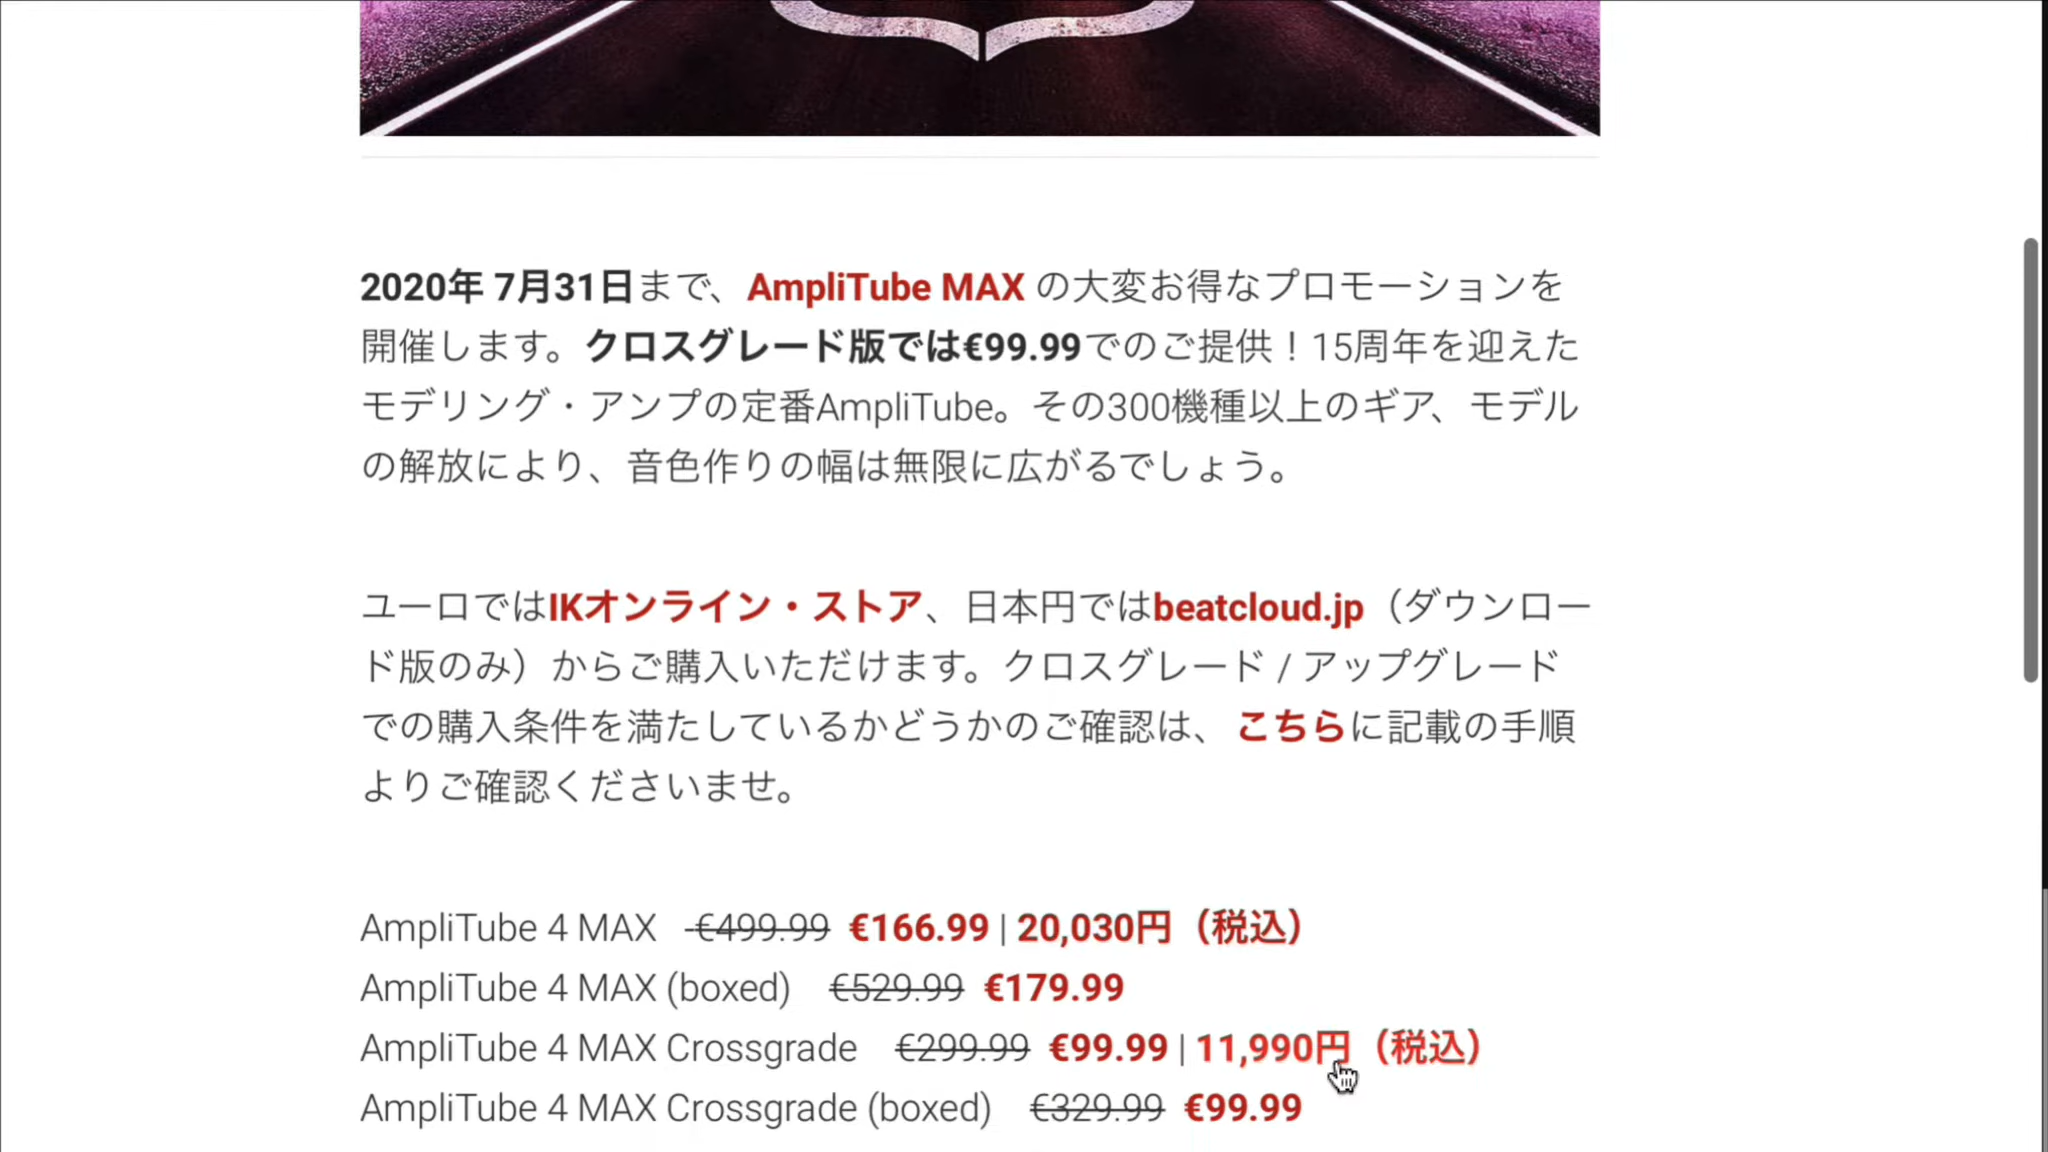 2020年 7月31日まで、AmpliTube MAX の大変お得なプロモーションを
開催します。クロスグレード版では€99.99でのご提供！15周年を迎えた
モデリング・アンプの定番AmpliTube。その300機種以上のギア、モデル
の解放により、音色作りの幅は無限に広がるでしょう。
ユーロではIKオンライン・ストア、日本円ではbeatcloud.jp（ダウンロー
ド版のみ）からご購入いただけます。クロスグレード / アップグレード
での購入条件を満たしているかどうかのご確認は、こちらに記載の手順
よりご確認くださいませ。
AmpliTube 4 MAX -€499.99 €166.99 | 20,030円（税込）
AmpliTube 4 MAX (boxed) €529.99 €179.99
AmpliTube 4 MAX Crossgrade €299.99 €99.99 | 11,990円（税込）
AmpliTube 4 MAX Crossgrade (boxed) €329.99 €99.99